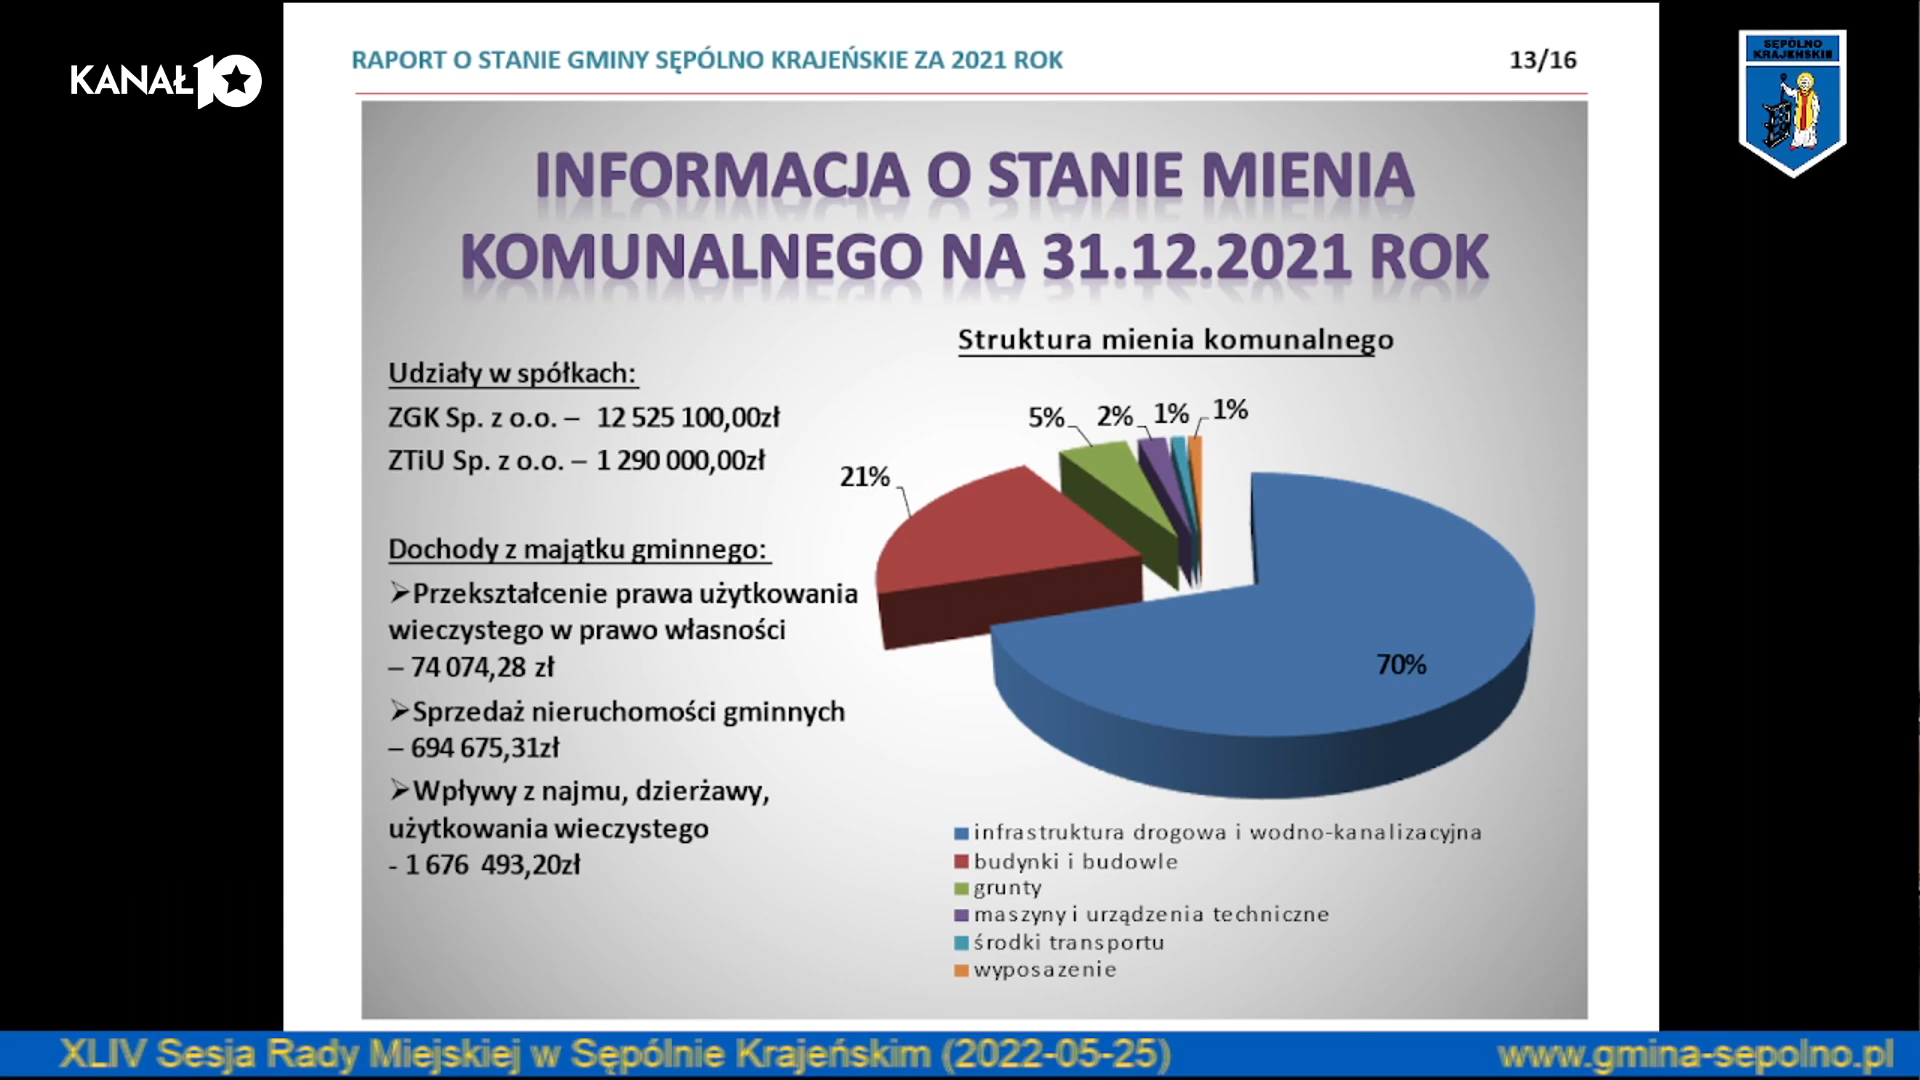 KANAŁ 10
RAPORT O STANIE GMINY SĘPÓLNO KRAJEŃSKIE ZA 2021 ROK
13/16
SĘPÓLNO
KRAJEŃSKIE
INFORMACJA O STANIE MIENIA
KOMUNALNEGO NA 31.12.2021 ROK
Udziały w spółkach:
ZGK Sp. z o.o. – 12 525 100,00zł
ZTiU Sp. z o.o. – 1 290 000,00zł
Dochody z majątku gminnego:
➢Przekształcenie prawa użytkowania
wieczystego w prawo własności
– 74 074,28 zł
➢Sprzedaż nieruchomości gminnych
– 694 675,31zł
➢Wpływy z najmu, dzierżawy,
użytkowania wieczystego
- 1 676 493,20zł
Struktura mienia komunalnego
5% 2% 1% 1%
21%
70%
infrastruktura drogowa i wodno-kanalizacyjna
budynki i budowle
grunty
maszyny i urządzenia techniczne
środki transportu
wyposazenie
XLIV Sesja Rady Miejskiej w Sępólnie Krajeńskim (2022-05-25)
www.gmina-sepolno.pl